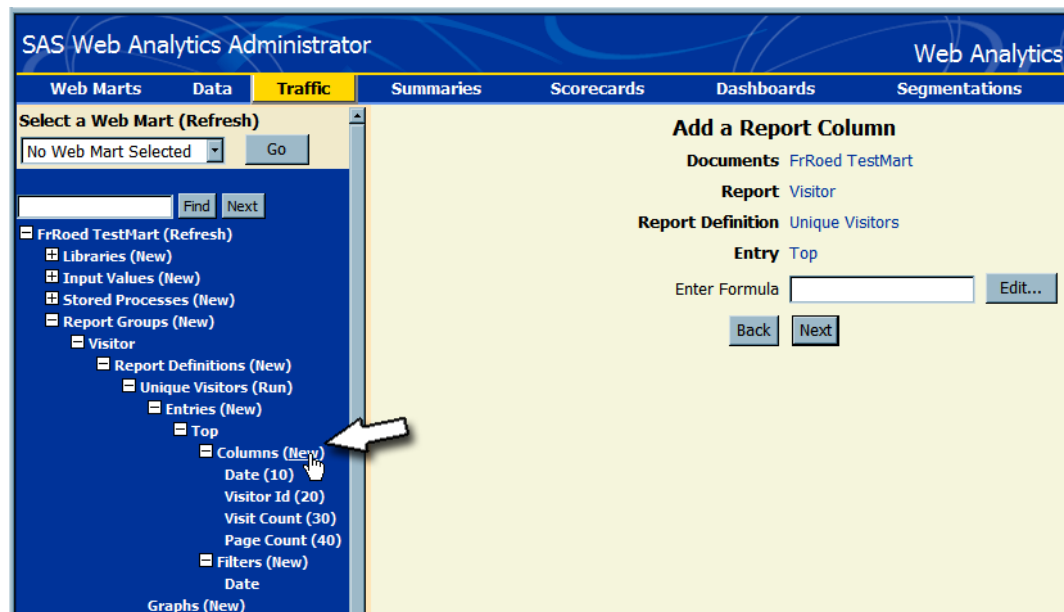 SAS Web Analytics Administrator
Web Analytics
Web Marts Data Traffic Summaries Scorecards Dashboards Segmentations
Select a Web Mart (Refresh)
No Web Mart Selected Go
Find Next
FrRoed TestMart (Refresh)
Libraries (New)
Input Values (New)
Stored Processes (New)
Report Groups (New)
Visitor
Report Definitions (New)
Unique Visitors (Run)
Entries (New)
Top
Columns (New)
Date (10)
Visitor Id (20)
Visit Count (30)
Page Count (40)
Filters (New)
Date
Graphs (New)
Add a Report Column
Documents FrRoed TestMart
Report Visitor
Report Definition Unique Visitors
Entry Top
Enter Formula Edit...
Back Next